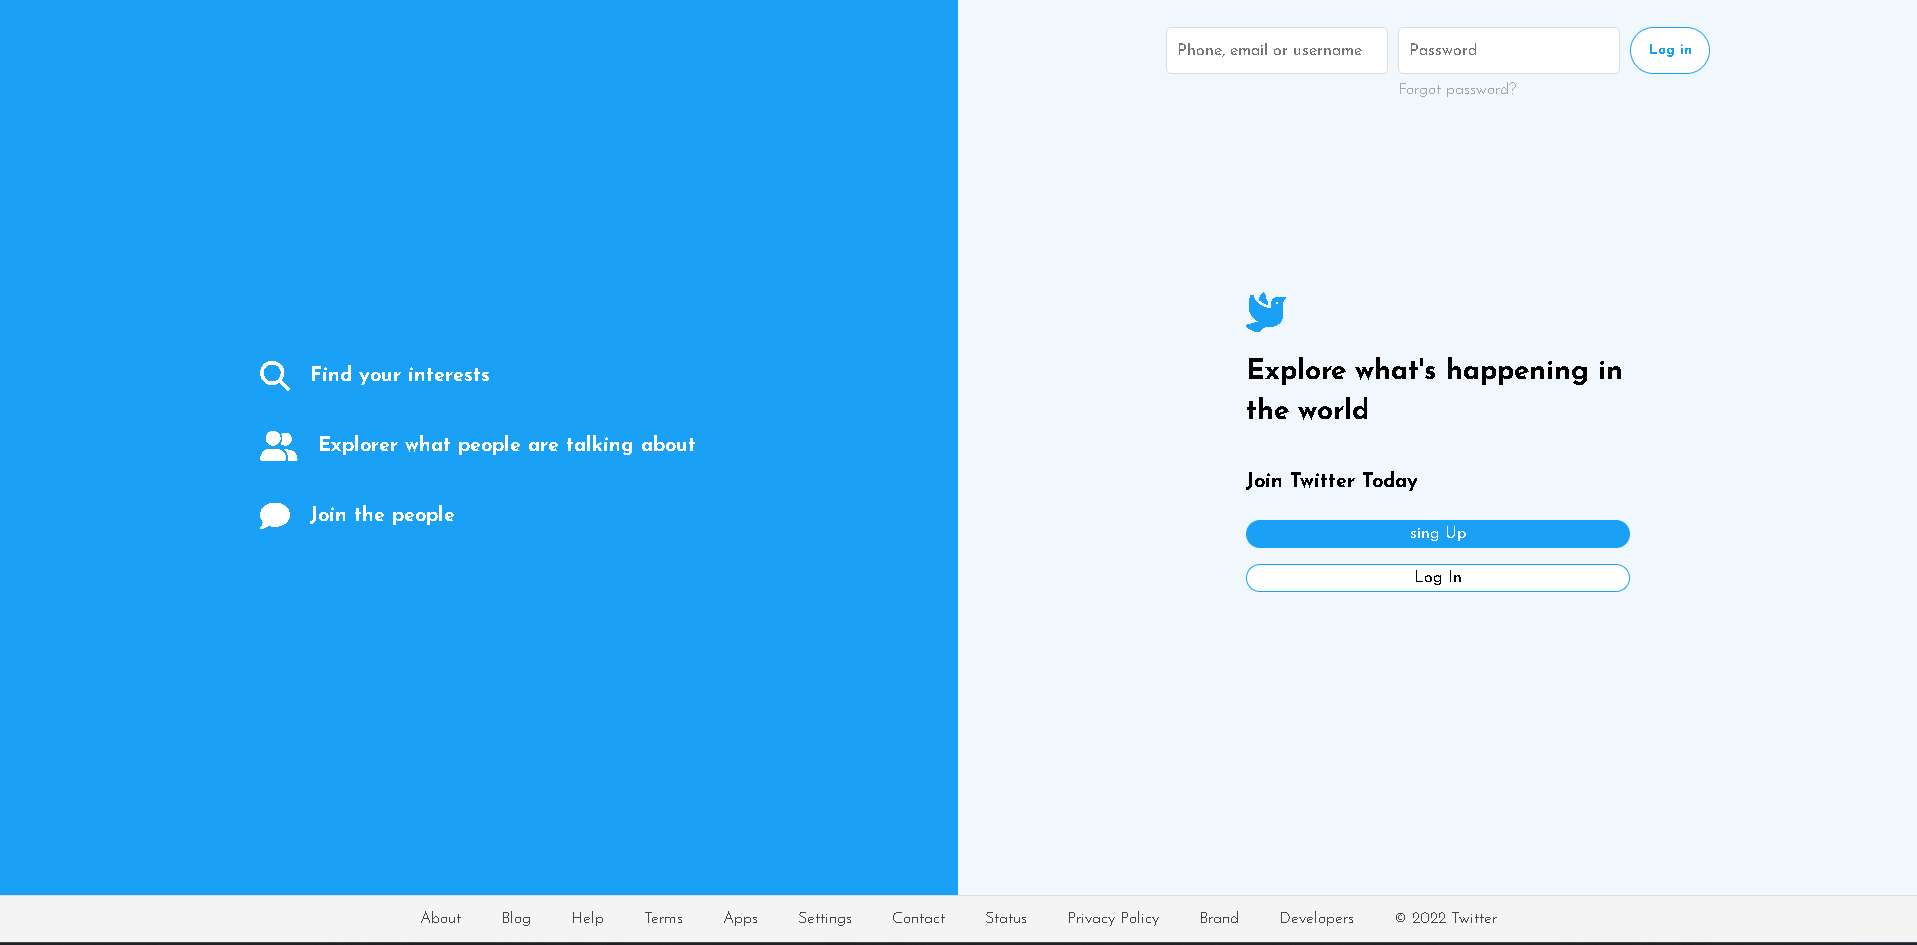 Phone, email or username
Password
Log in
Forgot password?
Find your interests
Explorer what people are talking about
Join the people
Explore what's happening in
the world
Join Twitter Today
sing Up
Log In
About Blog Help Terms Apps Settings Contact Status Privacy Policy Brand Developers © 2022 Twitter